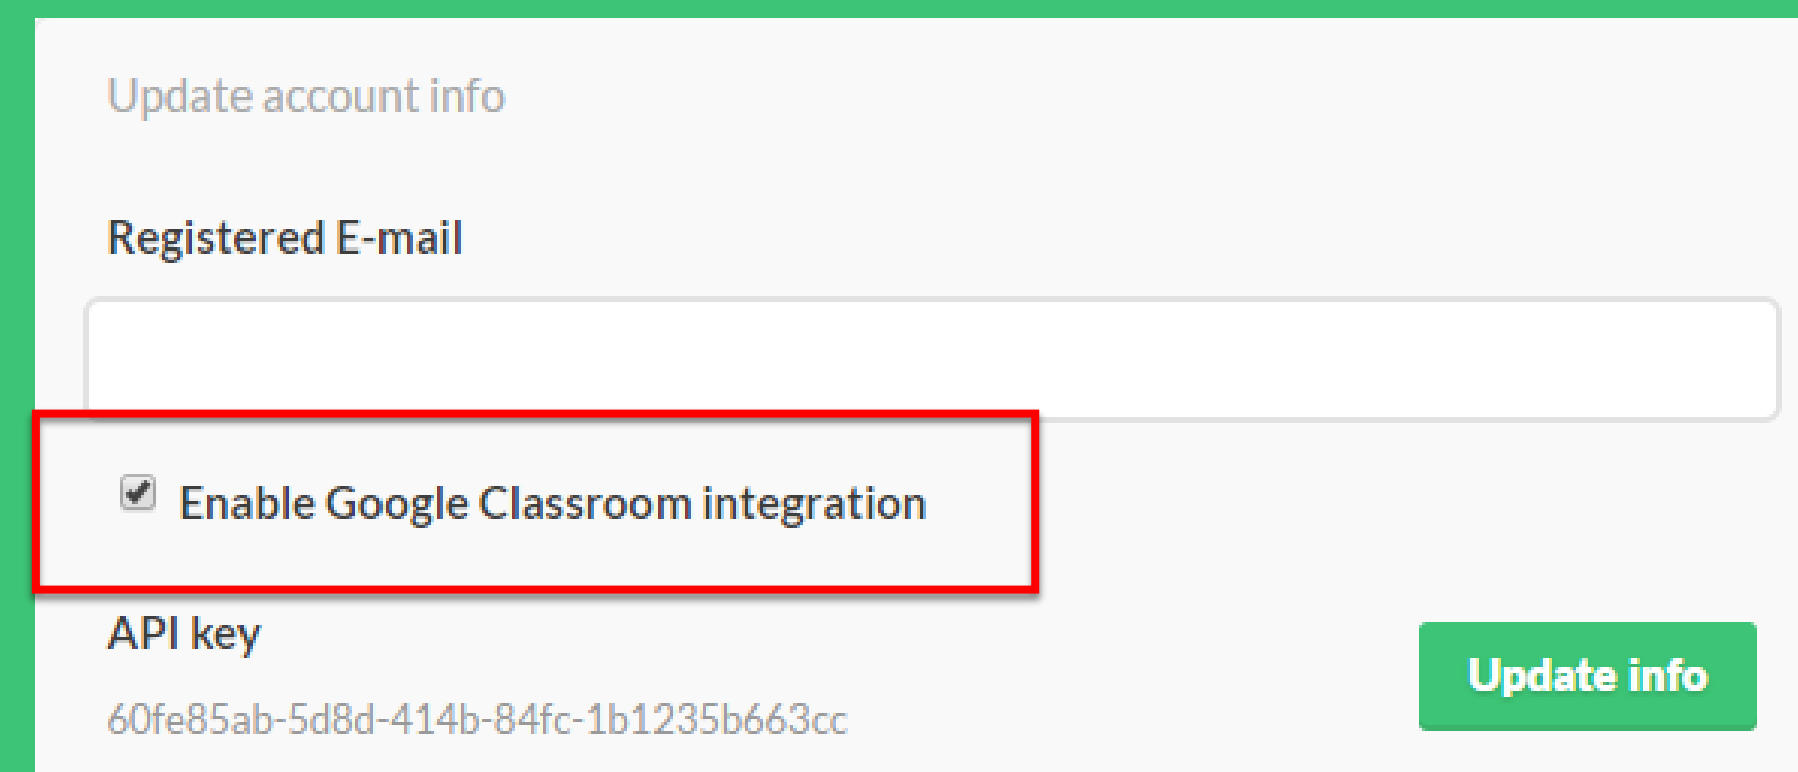 Update account info
Registered E-mail
Enable Google Classroom integration
API key
Update info
60fe85ab-5d8d-414b-84fc-1b1235b663cc